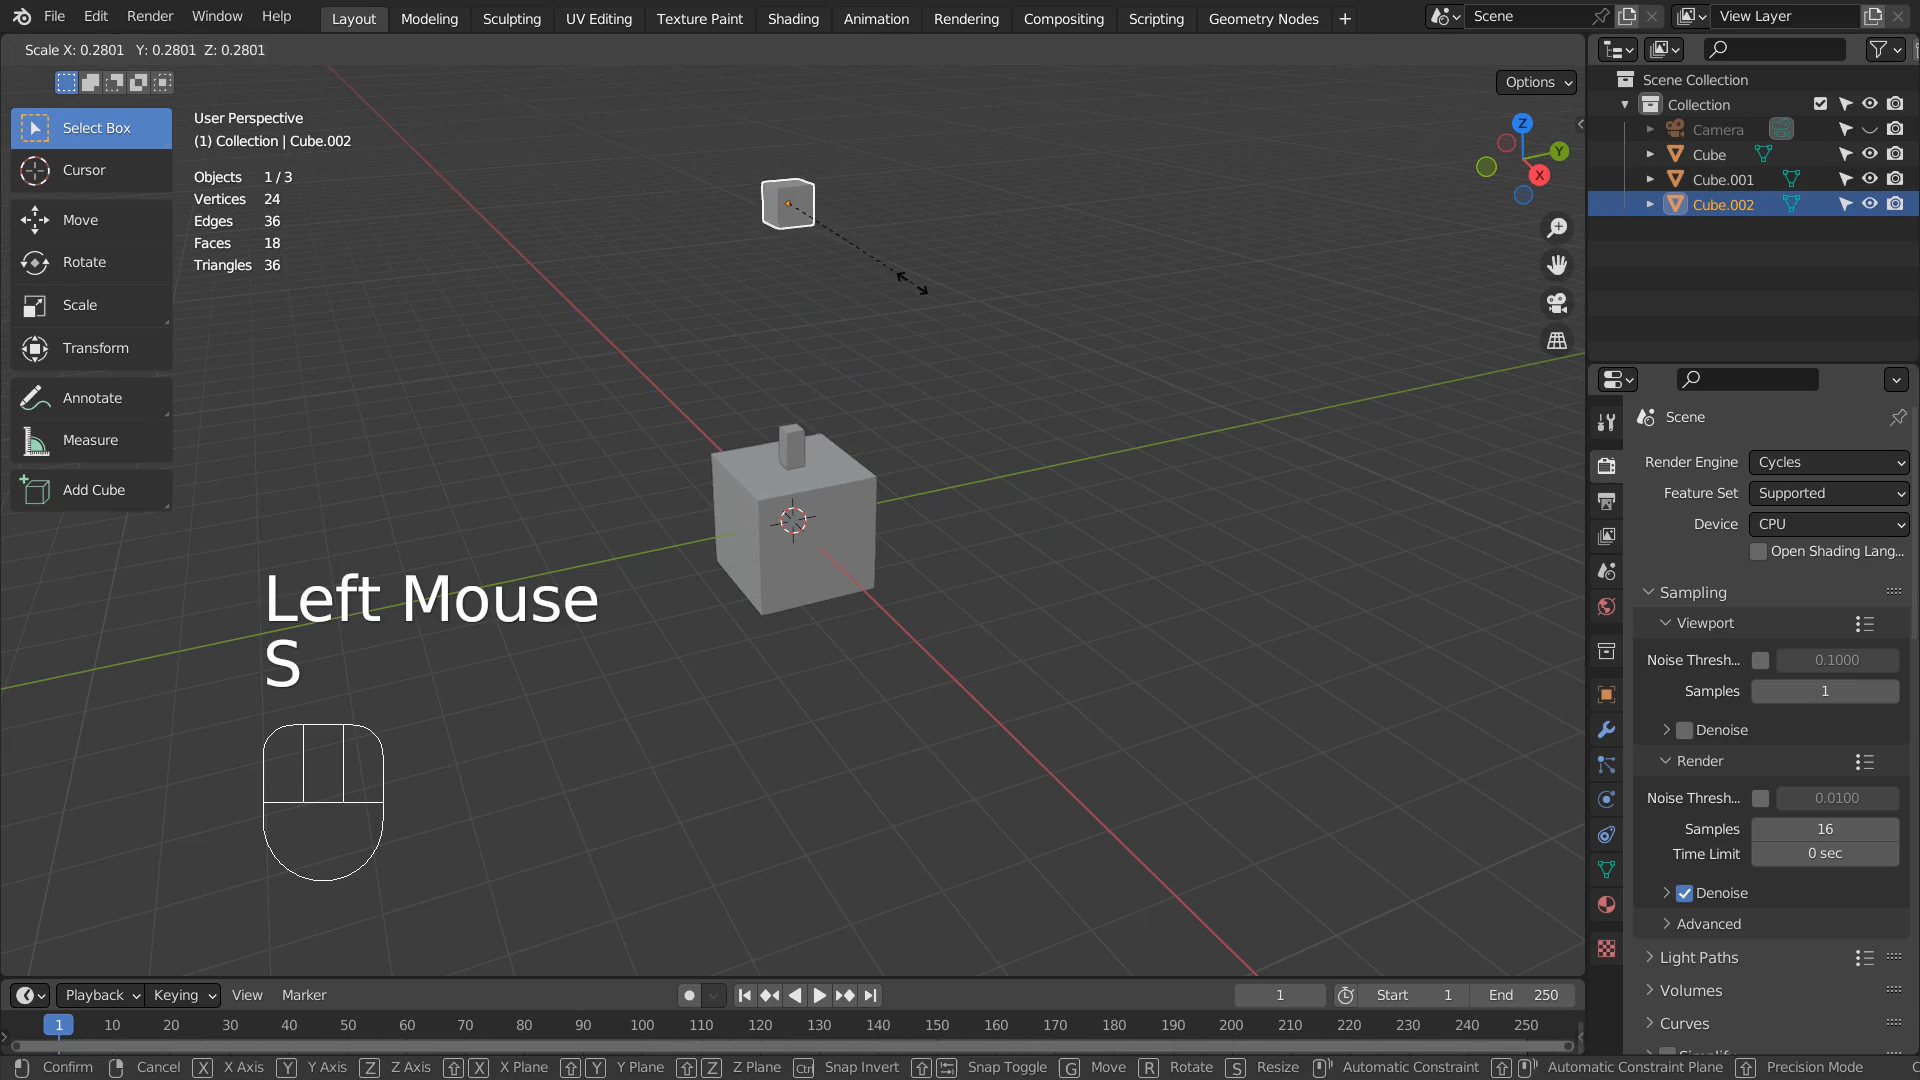 File Edit Render Window Help Layout Modeling Sculpting UV Editing Texture Paint Shading Animation Rendering Compositing Scripting Geometry Nodes + Scene View Layer
Scale X: 0.2801 Y: 0.2801 Z: 0.2801
Options
User Perspective
(1) Collection | Cube.002
Objects 1 / 3
Vertices 24
Edges 36
Faces 18
Triangles 36
Select Box
Cursor
Move
Rotate
Scale
Transform
Annotate
Measure
Add Cube
Z
Y
X
Left Mouse
S
Scene Collection
Collection
Camera
Cube
Cube.001
Cube.002
Scene
Render Engine Cycles
Feature Set Supported
Device CPU
Open Shading Lang...
Sampling
Viewport
Noise Thresh... 0.1000
Samples 1
Denoise
Render
Noise Thresh... 0.0100
Samples 16
Time Limit 0 sec
Denoise
Advanced
Light Paths
Volumes
Curves
Playback Keying View Marker 1 Start 1 End 250
1 10 20 30 40 50 60 70 80 90 100 110 120 130 140 150 160 170 180 190 200 210 220 230 240 250
Confirm Cancel X X Axis Y Y Axis Z Z Axis X X Plane Y Y Plane Z Z Plane Ctrl Snap Invert Snap Toggle G Move R Rotate S Resize Automatic Constraint Automatic Constraint Plane Precision Mode